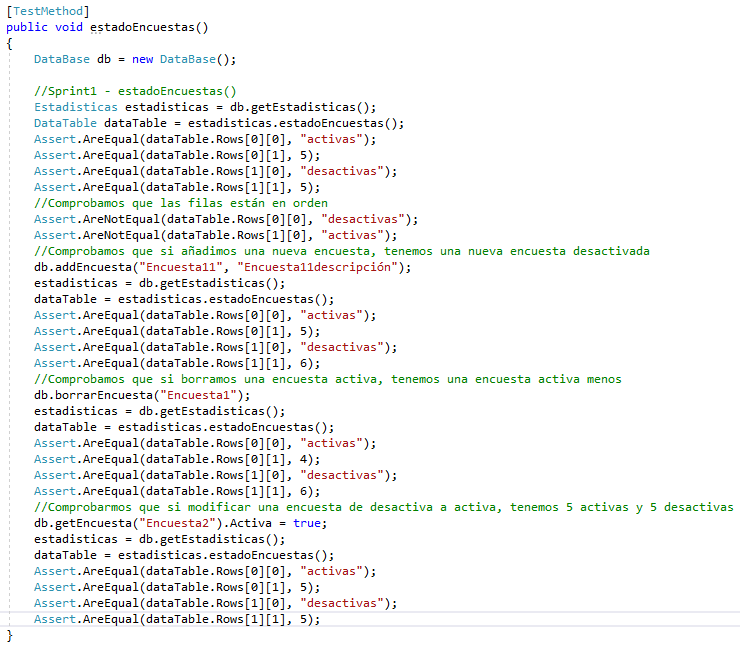 [TestMethod]
public void estadoEncuestas()
{
DataBase db = new DataBase();
//Sprint1 - estadoEncuestas()
Estadisticas estadisticas = db.getEstadisticas();
DataTable dataTable = estadisticas.estadoEncuestas();
Assert.AreEqual(dataTable.Rows[0][0], "activas");
Assert.AreEqual(dataTable.Rows[0][1], 5);
Assert.AreEqual(dataTable.Rows[1][0], "desactivas");
Assert.AreEqual(dataTable.Rows[1][1], 5);
//Comprobamos que las filas están en orden
Assert.AreNotEqual(dataTable.Rows[0][0], "desactivas");
Assert.AreNotEqual(dataTable.Rows[1][0], "activas");
//Comprobamos que si añadimos una nueva encuesta, tenemos una nueva encuesta desactivada
db.addEncuesta("Encuesta11", "Encuesta11descripción");
estadisticas = db.getEstadisticas();
dataTable = estadisticas.estadoEncuestas();
Assert.AreEqual(dataTable.Rows[0][0], "activas");
Assert.AreEqual(dataTable.Rows[0][1], 5);
Assert.AreEqual(dataTable.Rows[1][0], "desactivas");
Assert.AreEqual(dataTable.Rows[1][1], 6);
//Comprobamos que si borramos una encuesta activa, tenemos una encuesta activa menos
db.borrarEncuesta("Encuesta1");
estadisticas = db.getEstadisticas();
dataTable = estadisticas.estadoEncuestas();
Assert.AreEqual(dataTable.Rows[0][0], "activas");
Assert.AreEqual(dataTable.Rows[0][1], 4);
Assert.AreEqual(dataTable.Rows[1][0], "desactivas");
Assert.AreEqual(dataTable.Rows[1][1], 6);
//Comprobarmos que si modificar una encuesta de desactiva a activa, tenemos 5 activas y 5 desactivas
db.getEncuesta("Encuesta2").Activa = true;
estadisticas = db.getEstadisticas();
dataTable = estadisticas.estadoEncuestas();
Assert.AreEqual(dataTable.Rows[0][0], "activas");
Assert.AreEqual(dataTable.Rows[0][1], 5);
Assert.AreEqual(dataTable.Rows[1][0], "desactivas");
Assert.AreEqual(dataTable.Rows[1][1], 5);
}